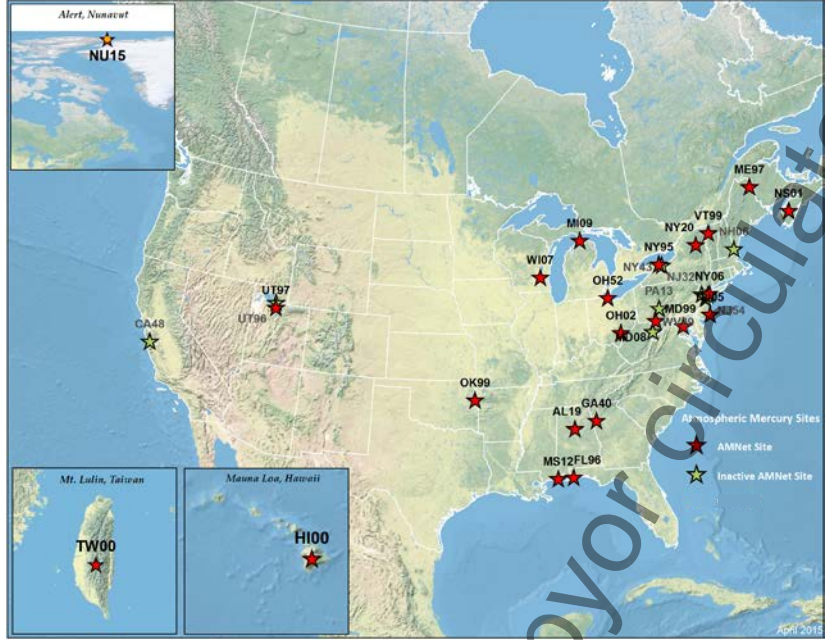 Alert, Nunavut
NU15
ME97
NS01
VT99
NH06
NY20
MI09
NY95
NY43
WI07
NJ32
NY06
OH52
PA13
UT97
UT96
MD99
NJ54
OH02
CA48
MD08
OK99
GA40
AL19
MS12
FL96
Atmospheric Mercury Sites
AMNet Site
Inactive AMNet Site
Mt. Lulin, Taiwan
TW00
Mauna Loa, Hawaii
HI00
April 2015